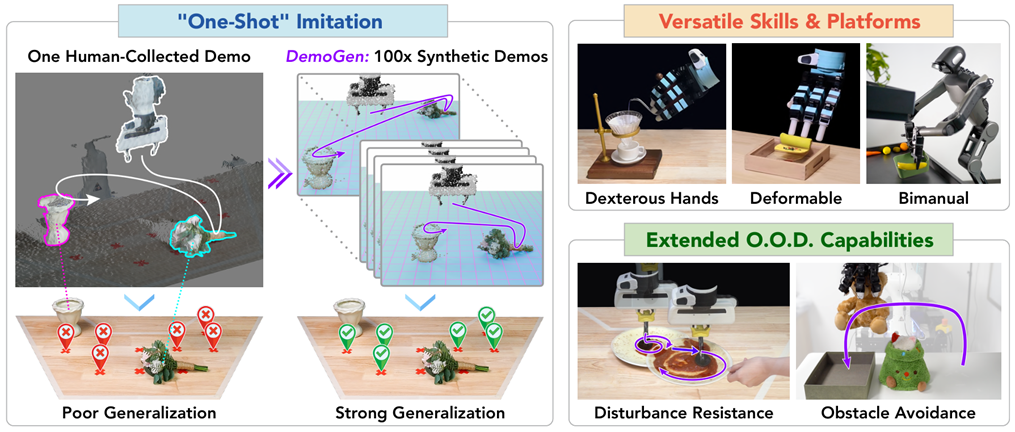 "One-Shot" Imitation
One Human-Collected Demo
DemoGen: 100x Synthetic Demos
Poor Generalization
Strong Generalization
Versatile Skills & Platforms
Dexterous Hands
Deformable
Bimanual
Extended O.O.D. Capabilities
Disturbance Resistance
Obstacle Avoidance